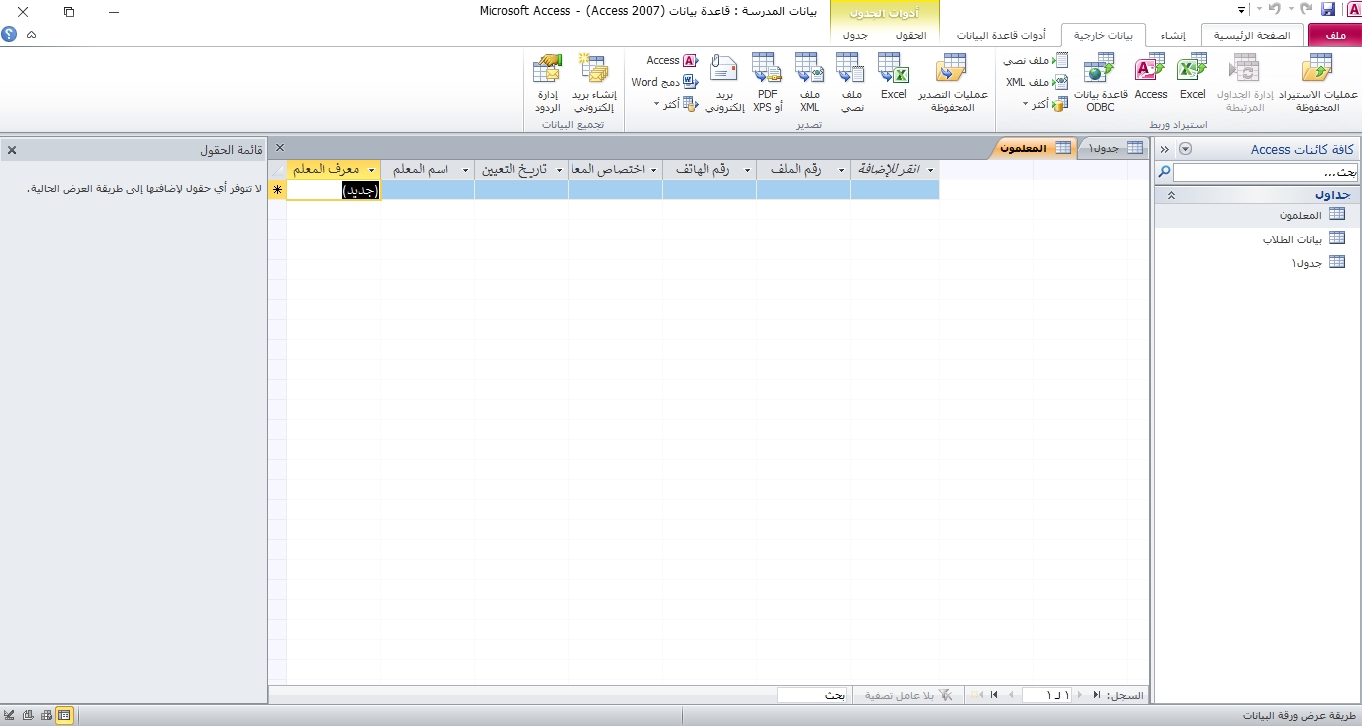 بيانات المدرسة : قاعدة بيانات (Access 2007) - Microsoft Access
أدوات الجدول
ملف
الصفحة الرئيسية
إنشاء
بيانات خارجية
أدوات قاعدة البيانات
الحقول
جدول
عمليات الاستيراد المحفوظة
إدارة الجداول المرتبطة
Excel
Access
قاعدة بيانات ODBC
ملف نصي
ملف XML
أكثر
استيراد وربط
عمليات التصدير المحفوظة
Excel
ملف نصي
ملف XML
PDF أو XPS
بريد إلكتروني
Access
دمج Word
أكثر
تصدير
إنشاء بريد إلكتروني
إدارة الردود
تجميع البيانات
كافة كائنات Access
بحث...
جداول
المعلمون
بيانات الطلاب
جدول١
جدول١
المعلمون
انقر للإضافة
رقم الملف
رقم الهاتف
اختصاص المعا
تاريخ التعيين
اسم المعلم
معرف المعلم
(جديد)
قائمة الحقول
لا تتوفر أي حقول لإضافتها إلى طريقة العرض الحالية.
السجل:
١ لـ ١
بلا عامل تصفية
بحث
طريقة عرض ورقة البيانات